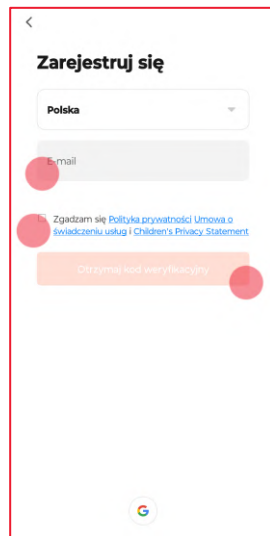 Zarejestruj się
Polska
E-mail
Zgadzam się Polityka prywatności Umowa o
świadczeniu usług i Children's Privacy Statement
Otrzymaj kod weryfikacyjny
G